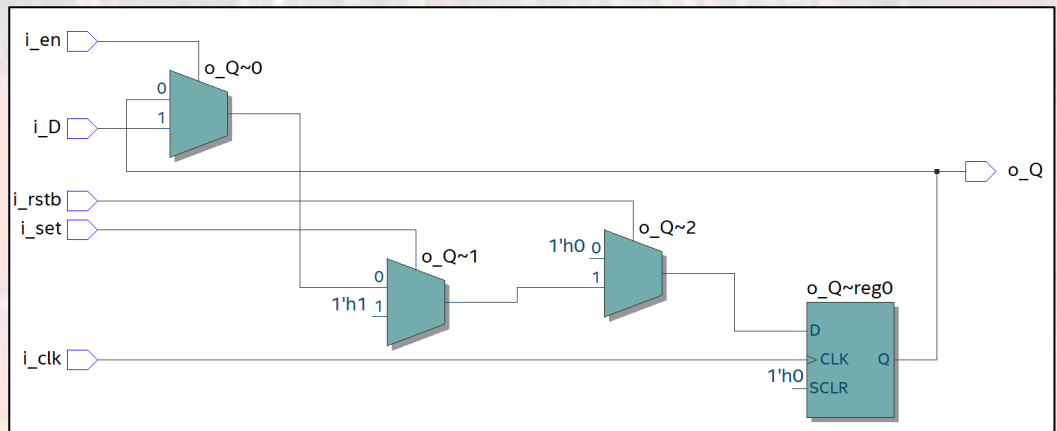 i_en
o_Q~0
0
i_D
1
o_Q
i_rstb
i_set
o_Q~2
1'h0 0
o_Q~1
1
0
1'h1 1
o_Q~reg0
D
i_clk
CLK Q
1'h0
SCLR